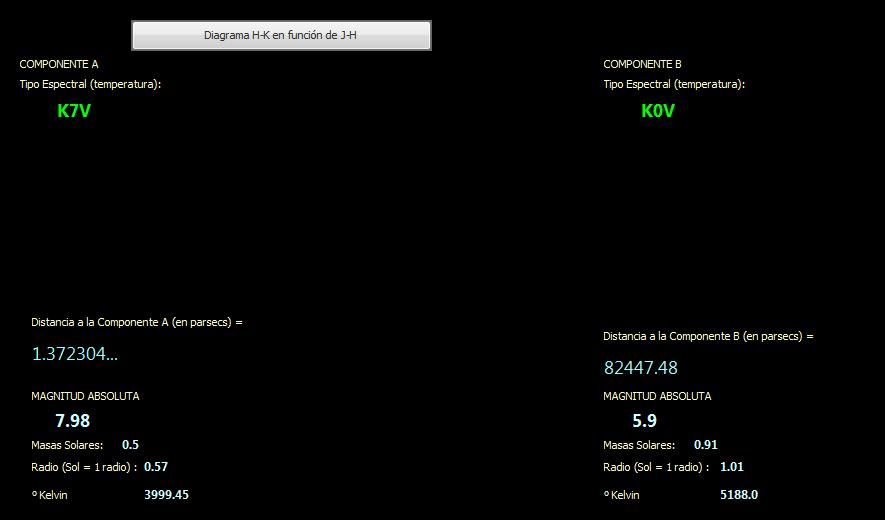 Diagrama H-K en función de J-H
COMPONENTE A
Tipo Espectral (temperatura):
K7V
Distancia a la Componente A (en parsecs) =
1.372304...
MAGNITUD ABSOLUTA
7.98
Masas Solares: 0.5
Radio (Sol = 1 radio) : 0.57
º Kelvin 3999.45
COMPONENTE B
Tipo Espectral (temperatura):
K0V
Distancia a la Componente B (en parsecs) =
82447.48
MAGNITUD ABSOLUTA
5.9
Masas Solares: 0.91
Radio (Sol = 1 radio) : 1.01
º Kelvin 5188.0